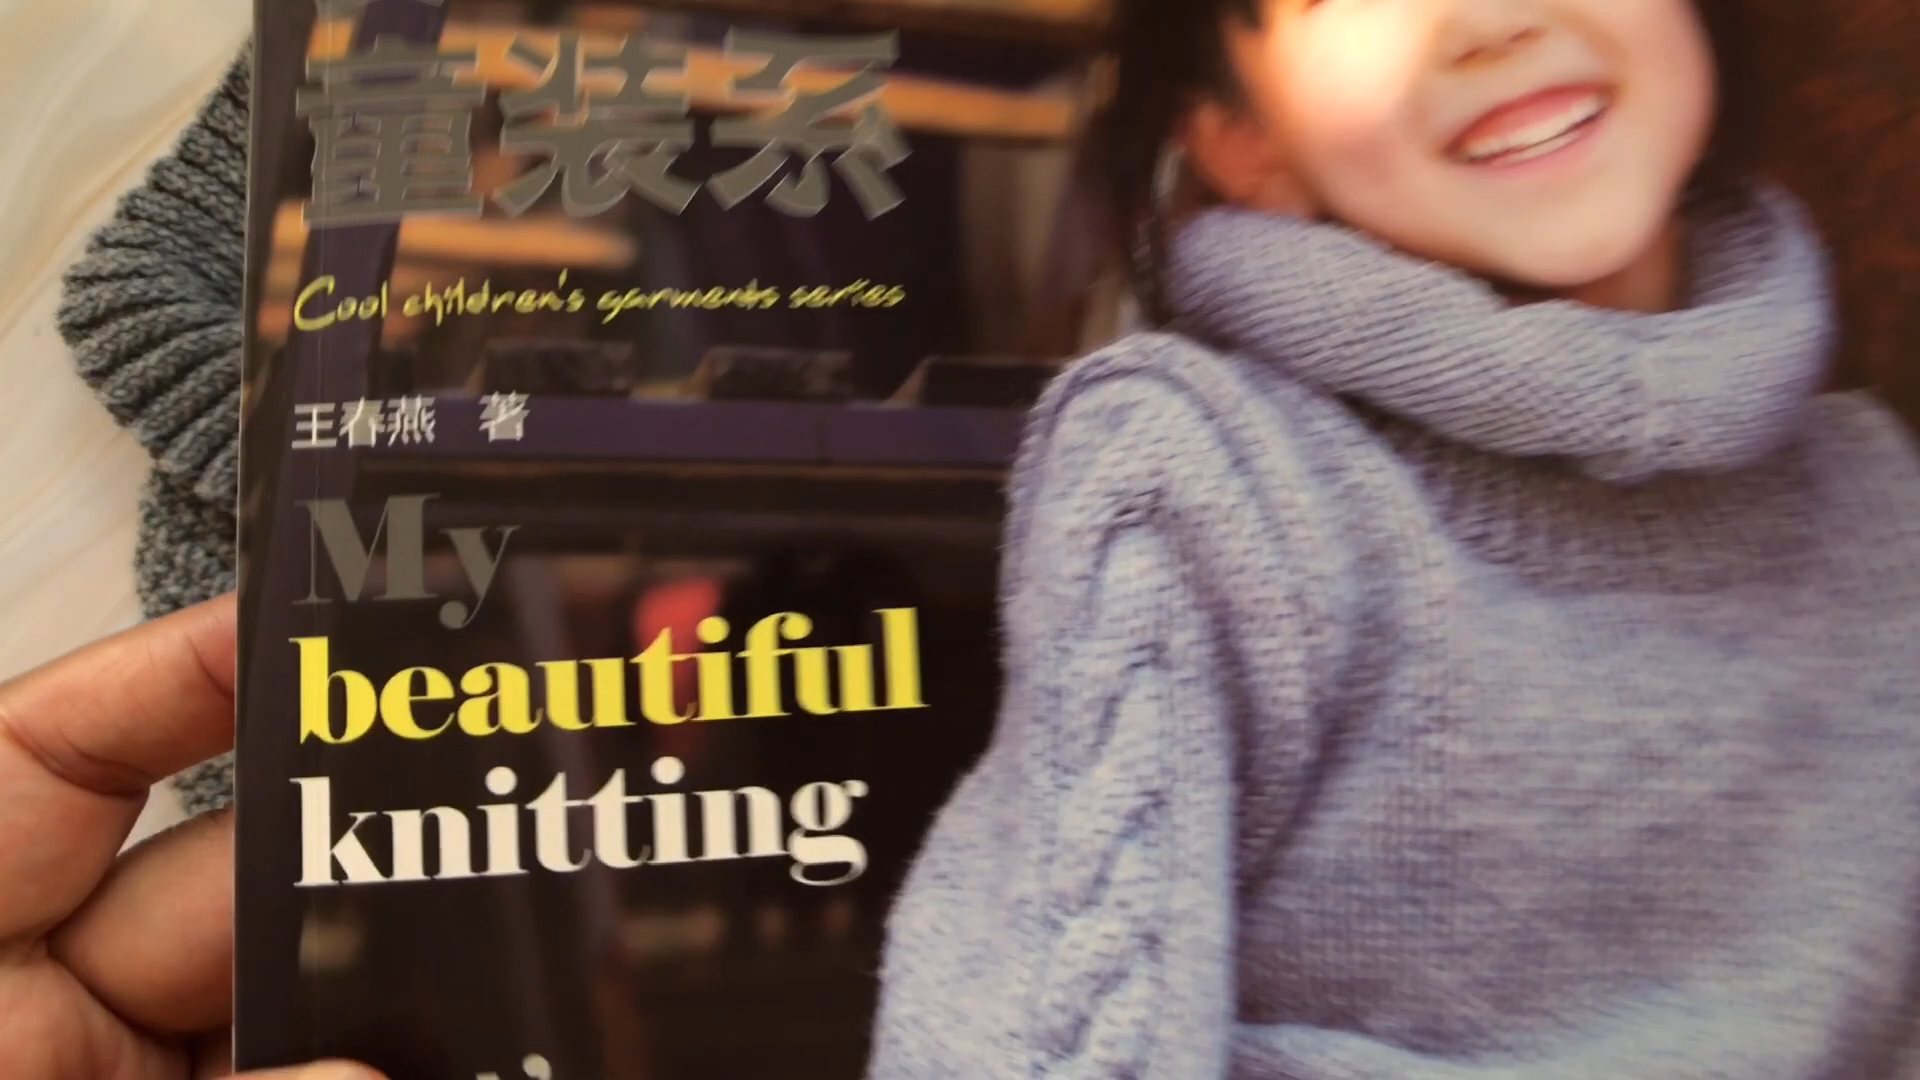 童装系
Cool children's garments series
王春燕 著
My
beautiful
knitting